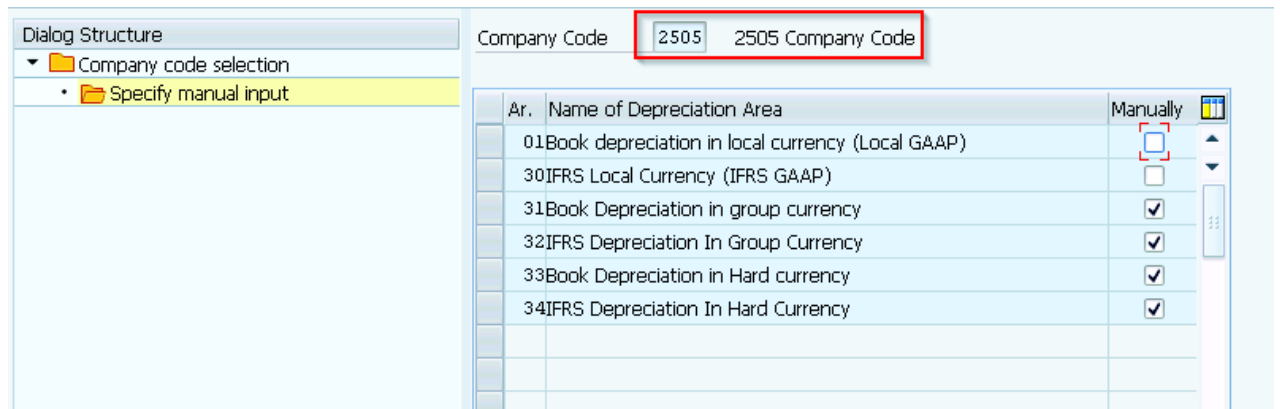 Dialog Structure
Company code selection
Specify manual input
Company Code 2505 2505 Company Code
Ar. Name of Depreciation Area Manually
01 Book depreciation in local currency (Local GAAP)
30 IFRS Local Currency (IFRS GAAP)
31 Book Depreciation in group currency
32 IFRS Depreciation In Group Currency
33 Book Depreciation in Hard currency
34 IFRS Depreciation In Hard Currency